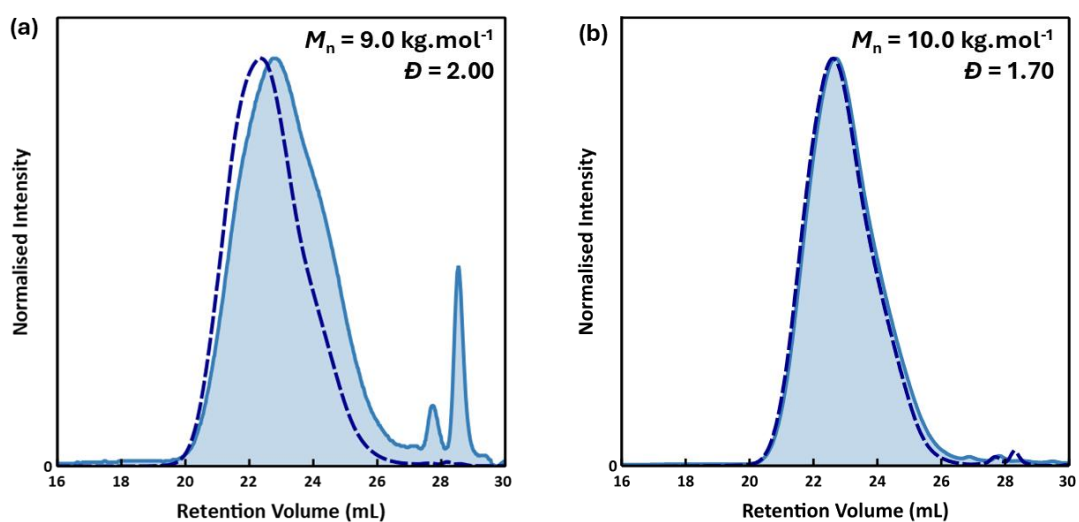 (a)
Mn = 9.0 kg.mol-1
Đ = 2.00
Normalised Intensity
0
16 18 20 22 24 26 28 30
Retention Volume (mL)
(b)
Mn = 10.0 kg.mol-1
Đ = 1.70
Normalised Intensity
0
16 18 20 22 24 26 28 30
Retention Volume (mL)